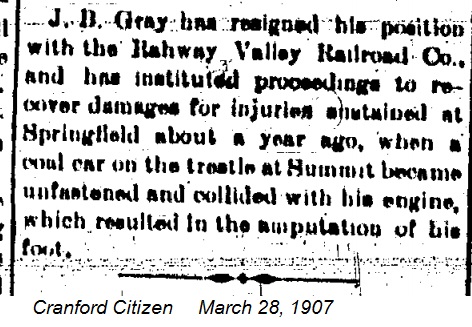 J. B. Gray has resigned his position
with the Rahway Valley Railroad Co.,
and has instituted proceedings to re-
cover damages for injuries sustained at
Springfield about a year ago, when a
coal car on the trestle at Summit became
unfastened and collided with his engine,
which resulted in the amputation of his
foot.
Cranford Citizen March 28, 1907